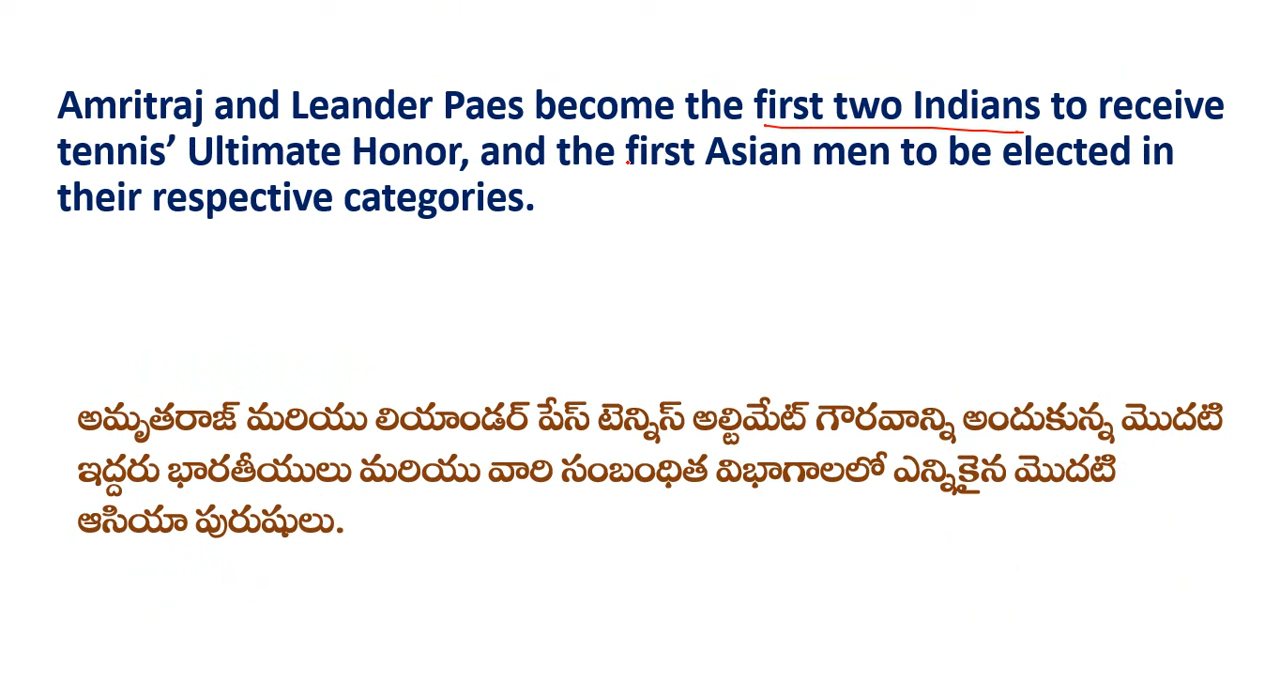 Amritraj and Leander Paes become the first two Indians to receive
tennis’ Ultimate Honor, and the first Asian men to be elected in
their respective categories.
అమృతరాజ్ మరియు లియాండర్ పేస్ టెన్నిస్ అల్టిమేట్ గౌరవాన్ని అందుకున్న మొదటి
ఇద్దరు భారతీయులు మరియు వారి సంబంధిత విభాగాలలో ఎన్నికైన మొదటి
ఆసియా పురుషులు.